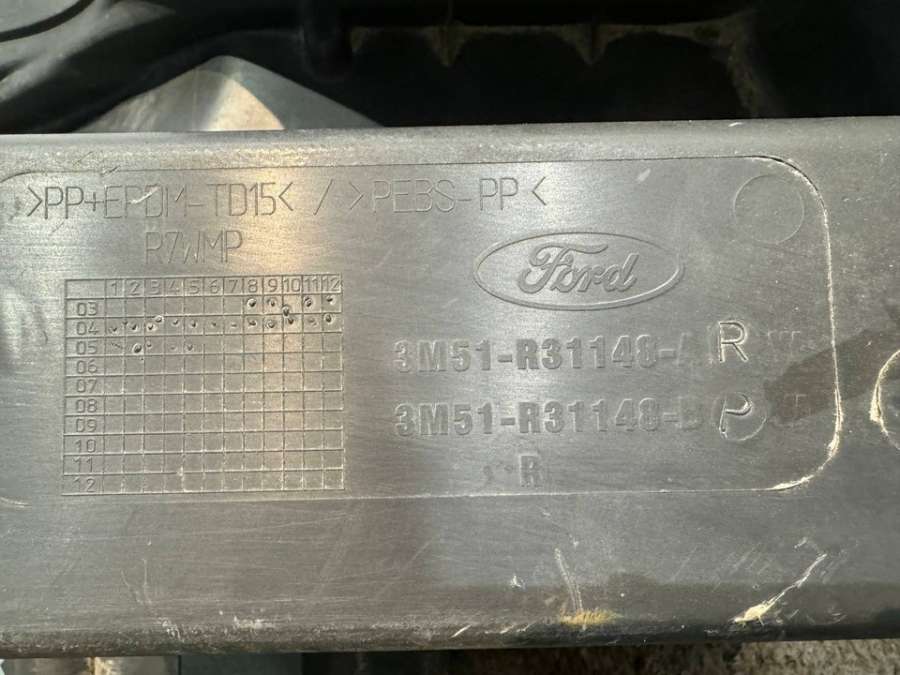 >PP+EPDM-TD15< / >PEBS-PP<
R7WMP
Ford
1 2 3 4 5 6 7 8 9 10 11 12
03
04
05
06
07
08
09
10
11
12
3M51-R31148-A R
3M51-R31148-B P
R